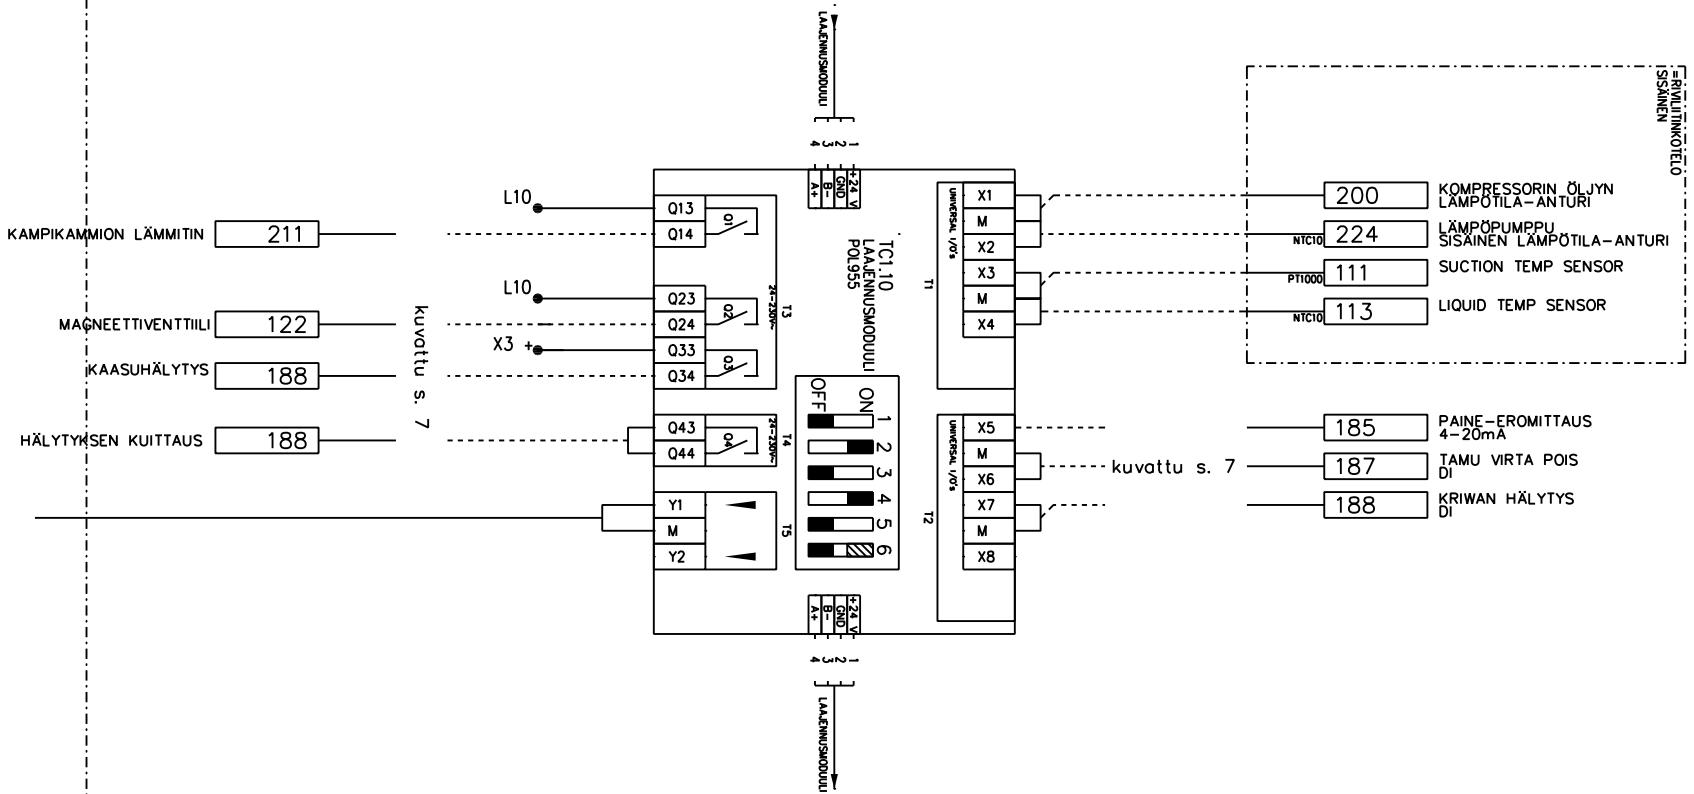 LAAJENNUSMODUULI
4 3 2 1
A+ B- GND +24 V
=RIVILIITINKOTELO
SISÄINEN
KAMPIKAMMION LÄMMITIN 211
MAGNEETTIVENTTIILI 122
KAASUHÄLYTYS 188
HÄLYTYKSEN KUITTAUS 188
kuvattu s. 7
L10
L10
X3 +
Q13
Q14
Q1
Q23
Q24
Q2
Q33
Q34
Q3
T3
24-230V~
Q43
Q44
Q4
T4
24-230V~
Y1
M
Y2
T5
TC1.10
LAAJENNUSMODUULI
POL955
OFF ON
1
2
3
4
5
6
UNIVERSAL I/O's
T1
X1
M
X2
X3
M
X4
UNIVERSAL I/O's
T2
X5
M
X6
X7
M
X8
200 KOMPRESSORIN ÖLJYN
LÄMPÖTILA-ANTURI
NTC10 224 LÄMPÖPUMPPU
SISÄINEN LÄMPÖTILA-ANTURI
PT1000 111 SUCTION TEMP SENSOR
NTC10 113 LIQUID TEMP SENSOR
185 PAINE-EROMITTAUS
4-20mA
kuvattu s. 7
187 TAMU VIRTA POIS
DI
188 KRIWAN HÄLYTYS
DI
A+ B- GND +24 V
4 3 2 1
LAAJENNUSMODUULI